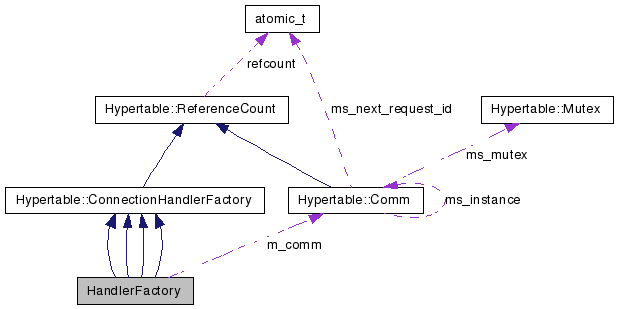 atomic_t
refcount
Hypertable::ReferenceCount
ms_next_request_id
Hypertable::Mutex
ms_mutex
Hypertable::ConnectionHandlerFactory
Hypertable::Comm
ms_instance
m_comm
HandlerFactory